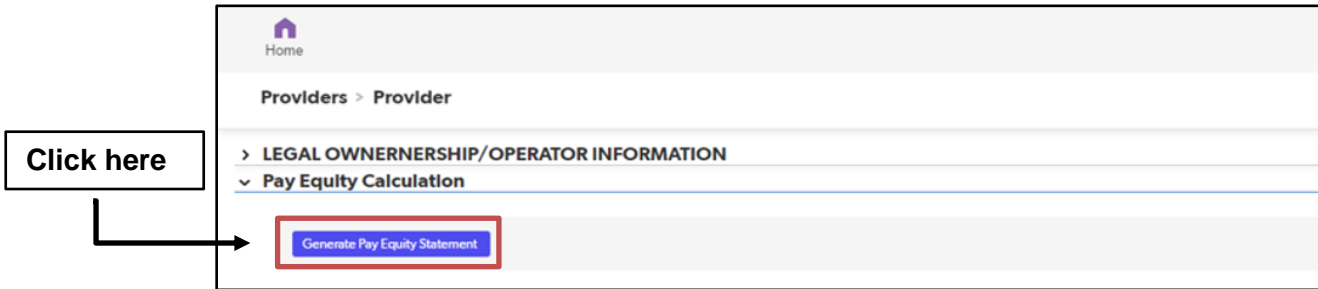 Home
Providers > Provider
Click here
> LEGAL OWNERNERSHIP/OPERATOR INFORMATION
Pay Equity Calculation
Generate Pay Equity Statement